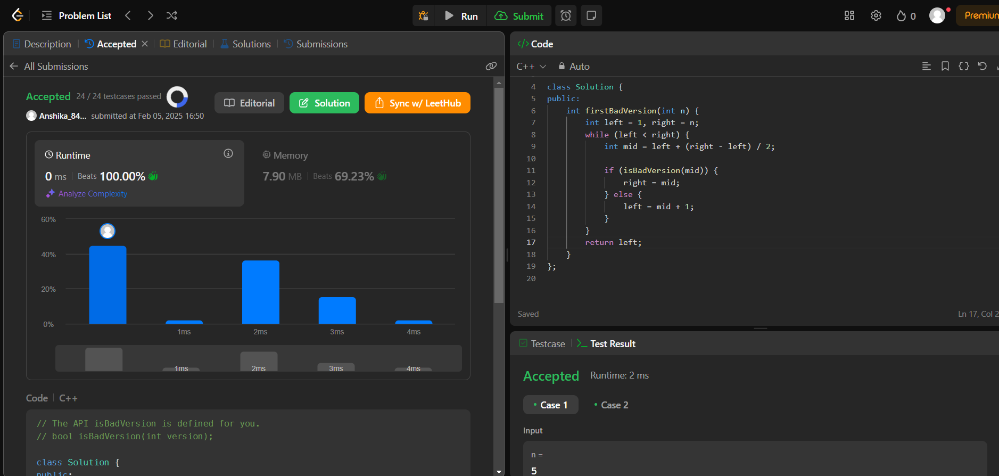 Problem List
Run
Submit
0
Premium
Description
Accepted
Editorial
Solutions
Submissions
All Submissions
Accepted 24 / 24 testcases passed
Anshika_84... submitted at Feb 05, 2025 16:50
Editorial
Solution
Sync w/ LeetHub
Runtime
0 ms Beats 100.00%
Analyze Complexity
Memory
7.90 MB Beats 69.23%
60%
40%
20%
0%
1ms 2ms 3ms 4ms
1ms 2ms 3ms 4ms
Code C++
// The API isBadVersion is defined for you.
// bool isBadVersion(int version);
class Solution {
public:
</> Code
C++ Auto
4 class Solution {
5 public:
6 int firstBadVersion(int n) {
7 int left = 1, right = n;
8 while (left < right) {
9 int mid = left + (right - left) / 2;
10
11 if (isBadVersion(mid)) {
12 right = mid;
13 } else {
14 left = mid + 1;
15 }
16 }
17 return left;
18 }
19 };
20
Saved
Ln 17, Col 2
Testcase
Test Result
Accepted Runtime: 2 ms
Case 1
Case 2
Input
n =
5